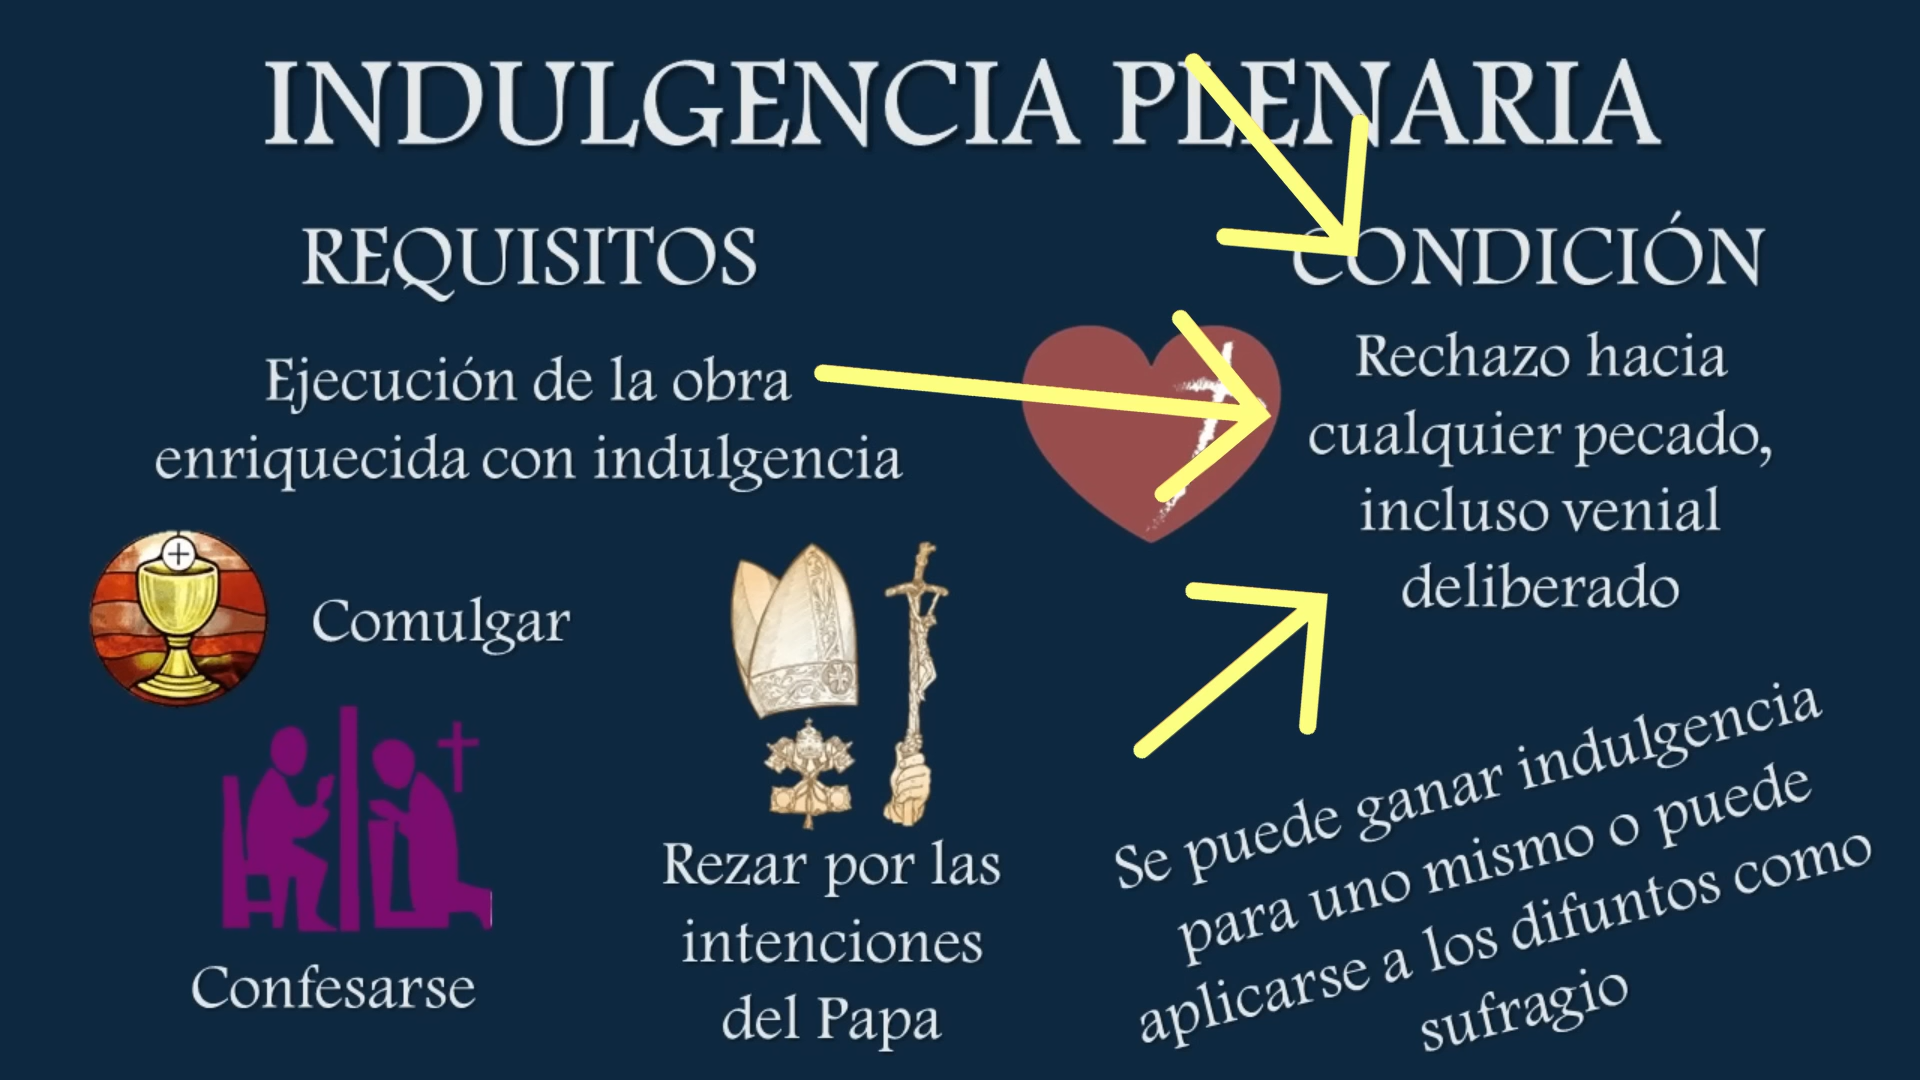 INDULGENCIA PLENARIA
REQUISITOS
Ejecución de la obra
enriquecida con indulgencia
Comulgar
Confesarse
Rezar por las
intenciones
del Papa
CONDICIÓN
Rechazo hacia
cualquier pecado,
incluso venial
deliberado
Se puede ganar indulgencia
para uno mismo o puede
aplicarse a los difuntos como
sufragio